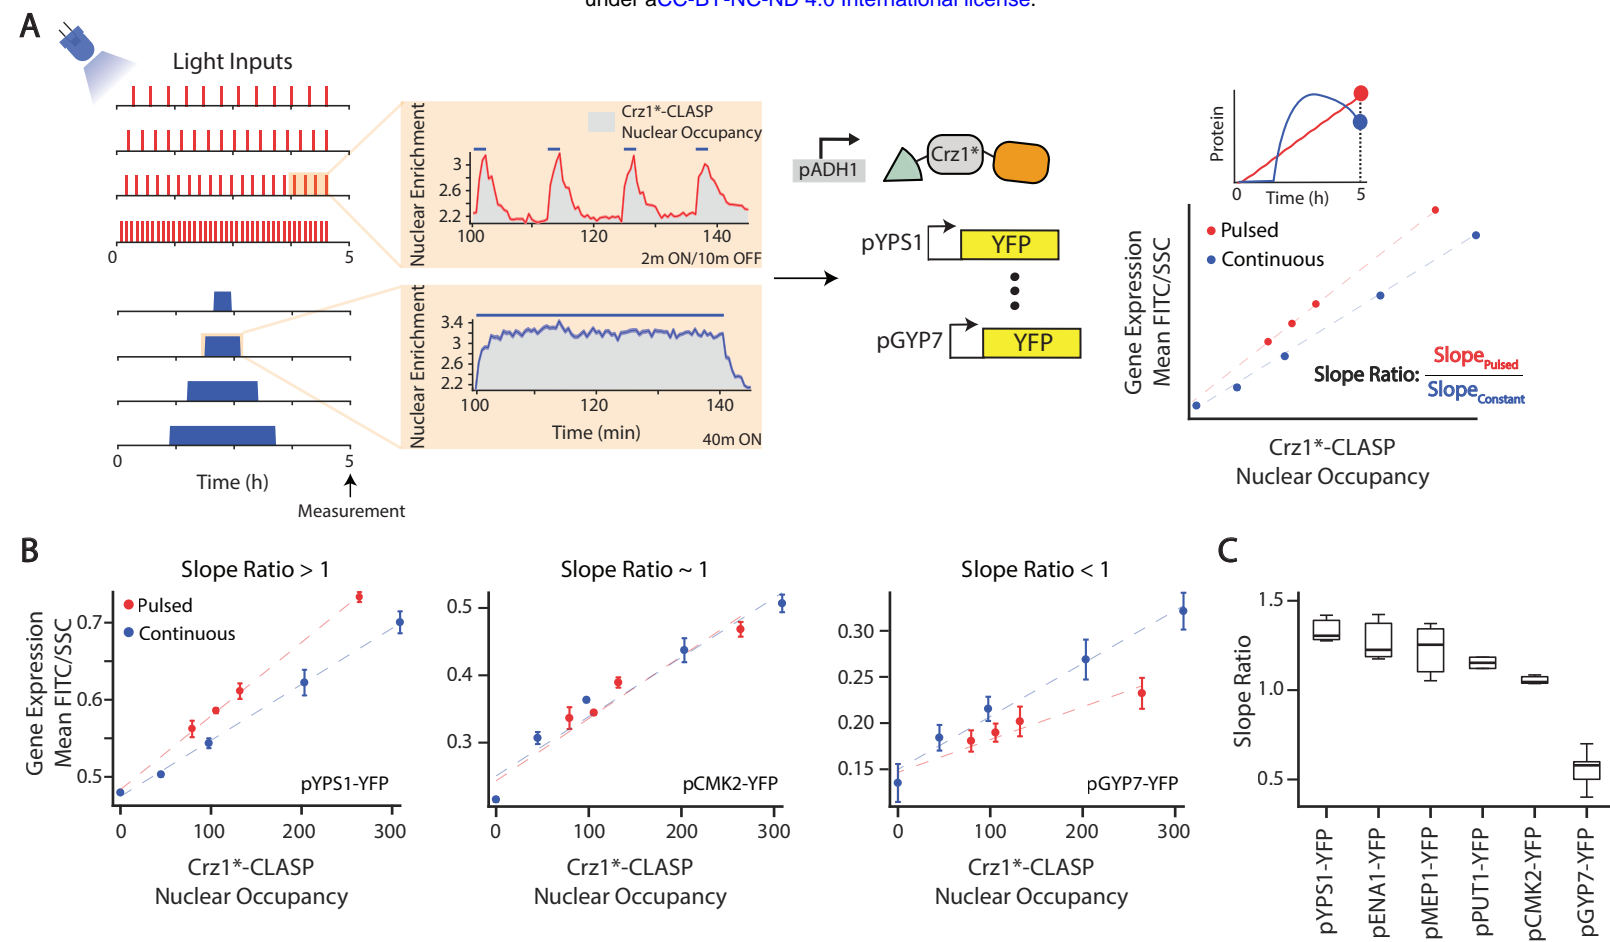 under aCC-BY-NC-ND 4.0 International license.
A
Light Inputs
0
5
0
5
Time (h)
Measurement
Nuclear Enrichment
Crz1*-CLASP
Nuclear Occupancy
3
2.6
2.2
100
120
140
2m ON/10m OFF
Nuclear Enrichment
3.4
3
2.6
2.2
100
120
140
Time (min)
40m ON
pADH1
Crz1*
pYPS1
YFP
pGYP7
YFP
Protein
0
5
Time (h)
Pulsed
Continuous
Gene Expression
Mean FITC/SSC
Slope Ratio:
SlopePulsed
SlopeConstant
Crz1*-CLASP
Nuclear Occupancy
B
Slope Ratio > 1
Pulsed
Continuous
Gene Expression
Mean FITC/SSC
0.7
0.6
0.5
pYPS1-YFP
0
100
200
300
Crz1*-CLASP
Nuclear Occupancy
Slope Ratio ~ 1
0.5
0.4
0.3
pCMK2-YFP
0
100
200
300
Crz1*-CLASP
Nuclear Occupancy
Slope Ratio < 1
0.30
0.25
0.20
0.15
pGYP7-YFP
0
100
200
300
Crz1*-CLASP
Nuclear Occupancy
C
Slope Ratio
1.5
1.0
0.5
pYPS1-YFP
pENA1-YFP
pMEP1-YFP
pPUT1-YFP
pCMK2-YFP
pGYP7-YFP